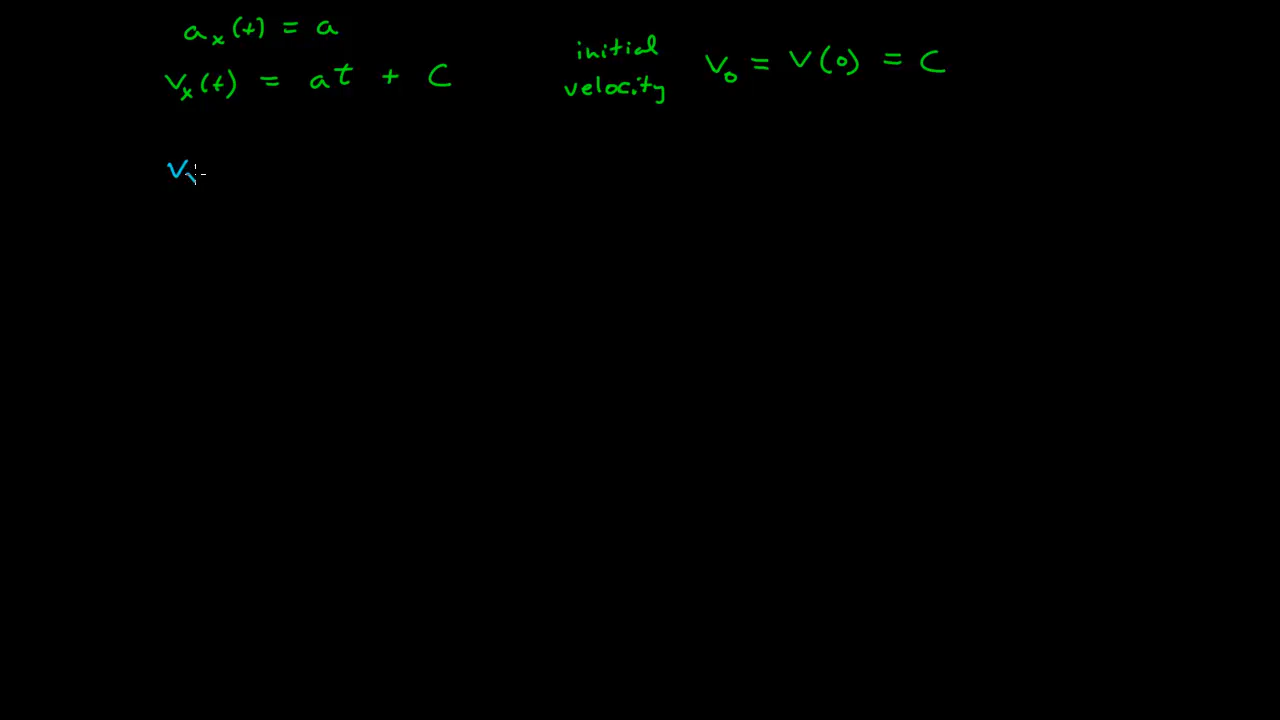 aₓ(t) = a
vₓ(t) = at + C
initial
velocity
v₀ = v(0) = C
v